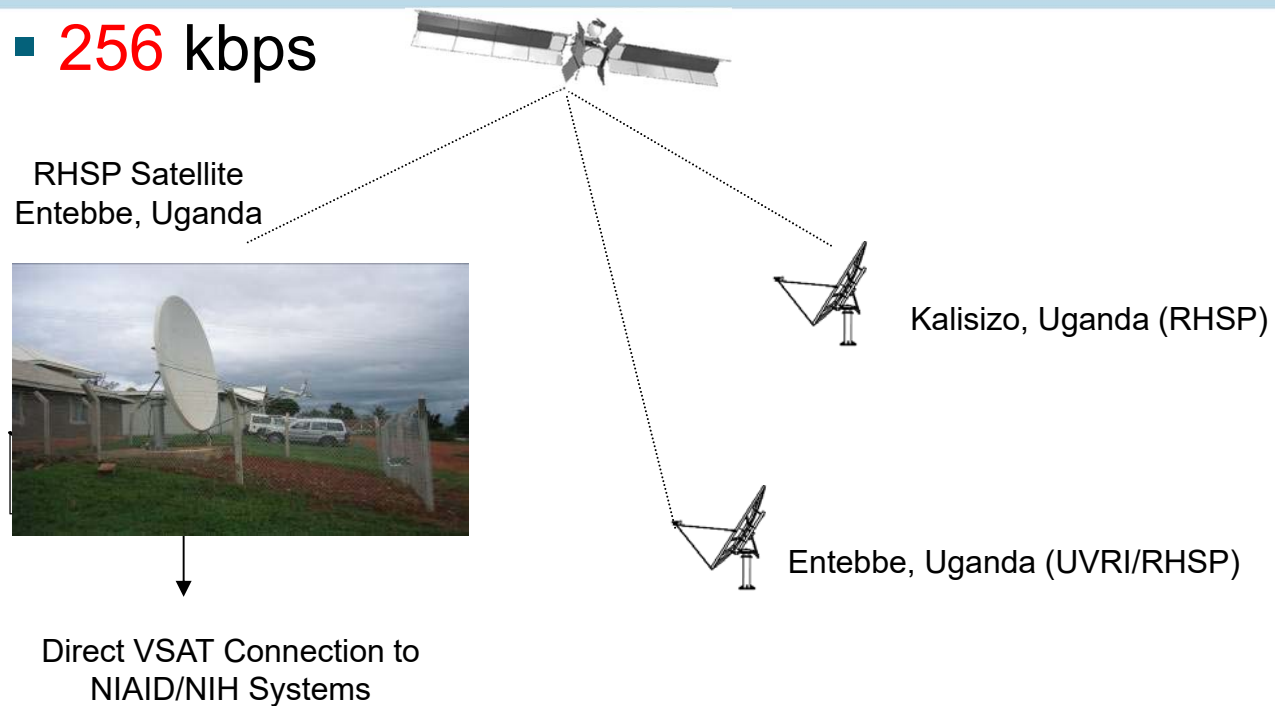 256 kbps
RHSP Satellite
Entebbe, Uganda
Kalisizo, Uganda (RHSP)
Entebbe, Uganda (UVRI/RHSP)
Direct VSAT Connection to
NIAID/NIH Systems